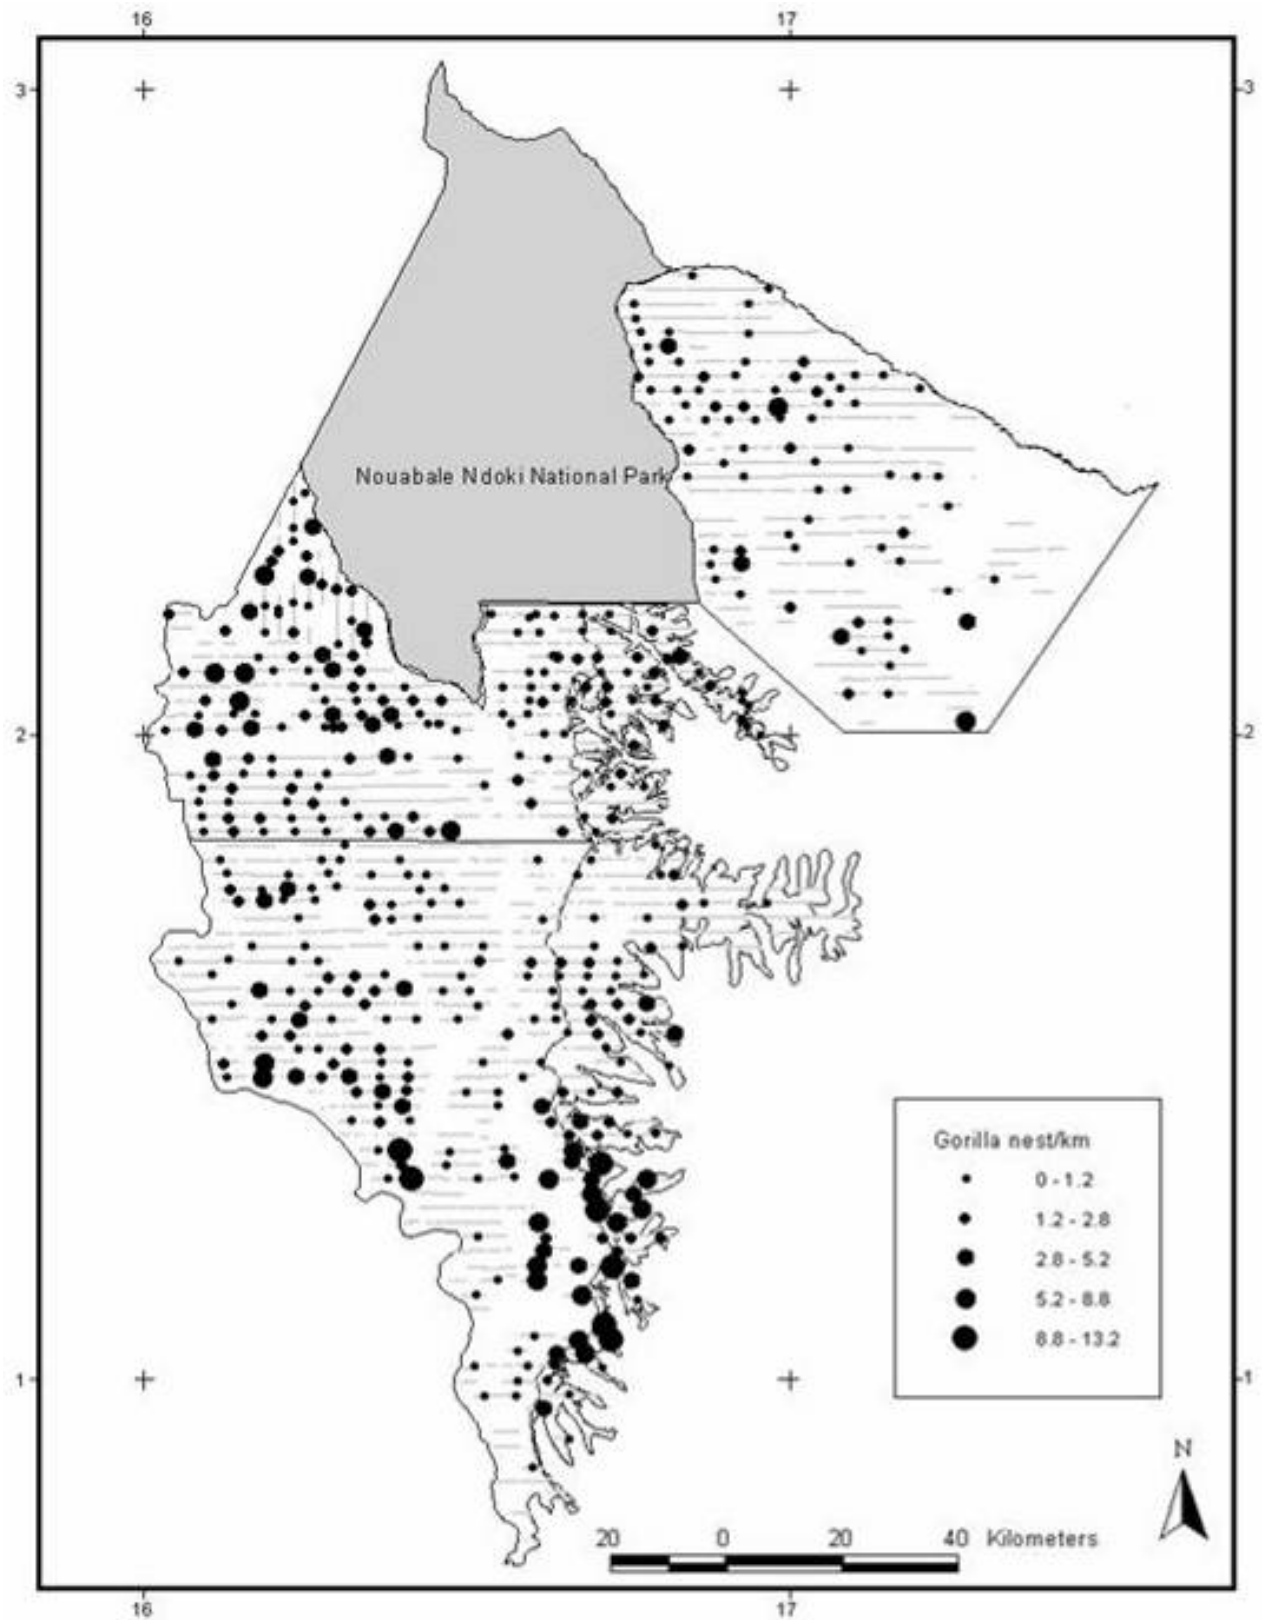 16 17
3 3
Nouabale Ndoki National Park
2 2
Gorilla nest/km
0 - 1.2
1.2 - 2.8
2.8 - 5.2
5.2 - 8.8
8.8 - 13.2
1 1
N
20 0 20 40 Kilometers
16 17